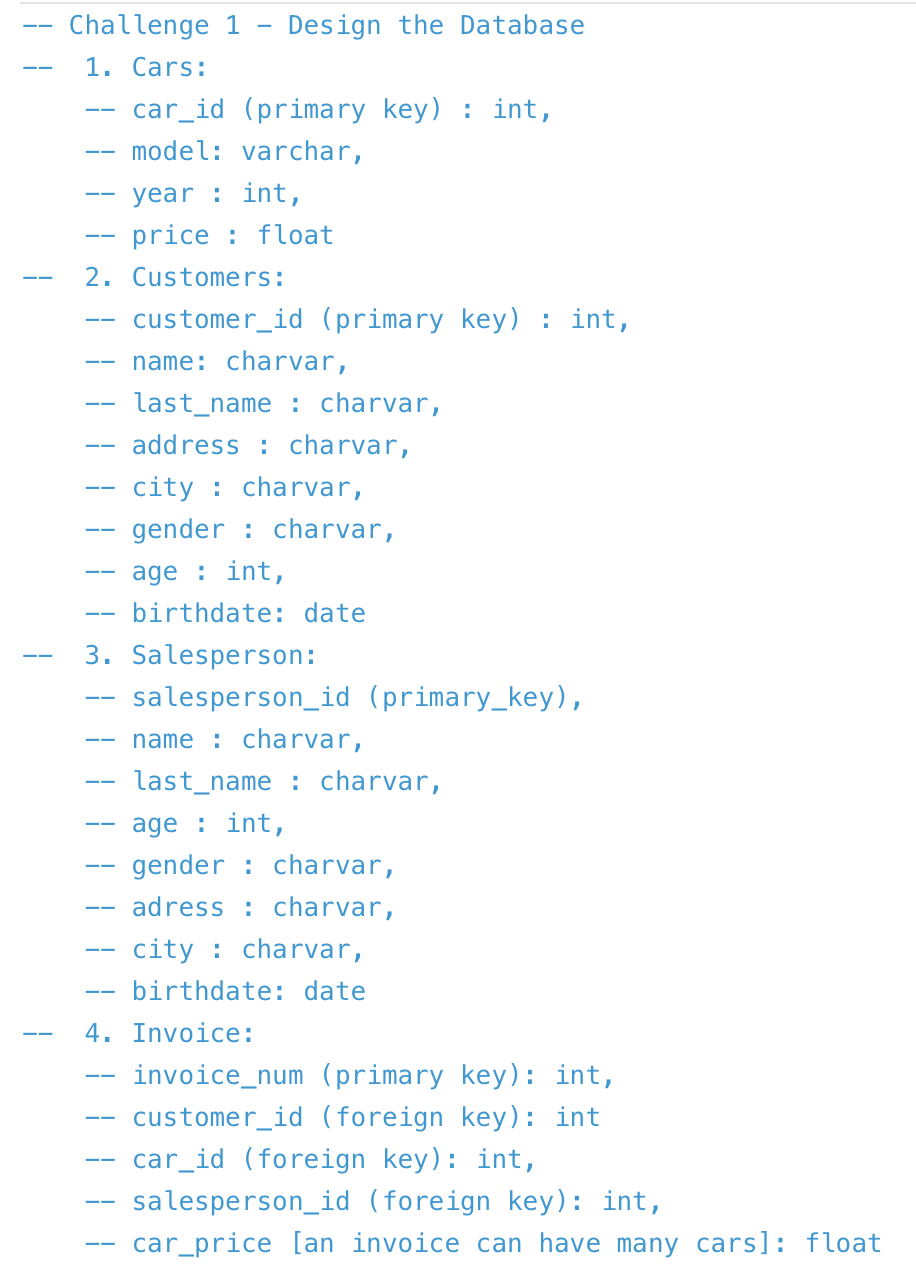 -- Challenge 1 - Design the Database
--  1. Cars:
    -- car_id (primary key) : int,
    -- model: varchar,
    -- year : int,
    -- price : float
--  2. Customers:
    -- customer_id (primary key) : int,
    -- name: charvar,
    -- last_name : charvar,
    -- address : charvar,
    -- city : charvar,
    -- gender : charvar,
    -- age : int,
    -- birthdate: date
--  3. Salesperson:
    -- salesperson_id (primary_key),
    -- name : charvar,
    -- last_name : charvar,
    -- age : int,
    -- gender : charvar,
    -- adress : charvar,
    -- city : charvar,
    -- birthdate: date
--  4. Invoice:
    -- invoice_num (primary key): int,
    -- customer_id (foreign key): int
    -- car_id (foreign key): int,
    -- salesperson_id (foreign key): int,
    -- car_price [an invoice can have many cars]: float